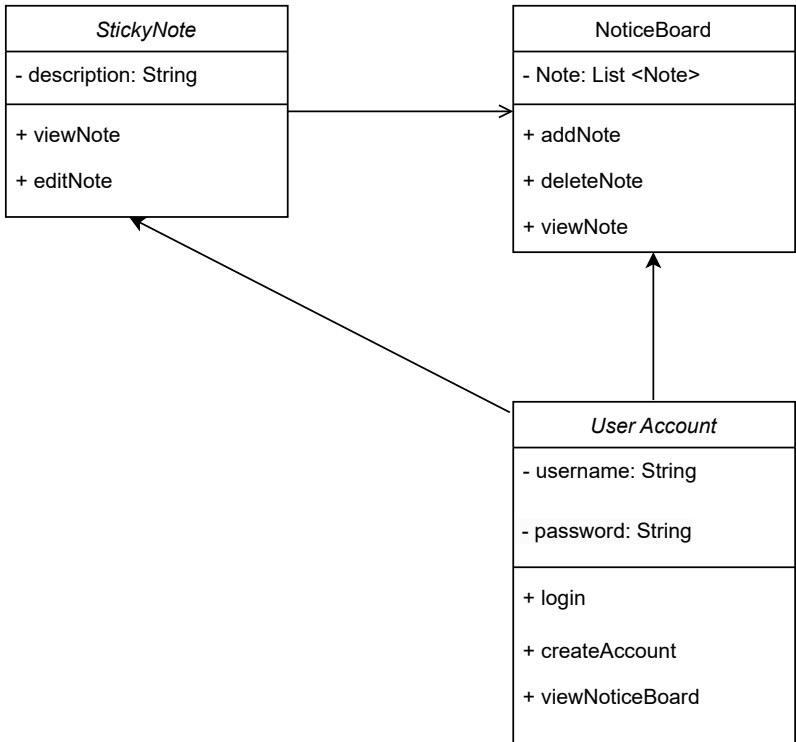 StickyNote
- description: String
+ viewNote
+ editNote
NoticeBoard
- Note: List <Note>
+ addNote
+ deleteNote
+ viewNote
User Account
- username: String
- password: String
+ login
+ createAccount
+ viewNoticeBoard